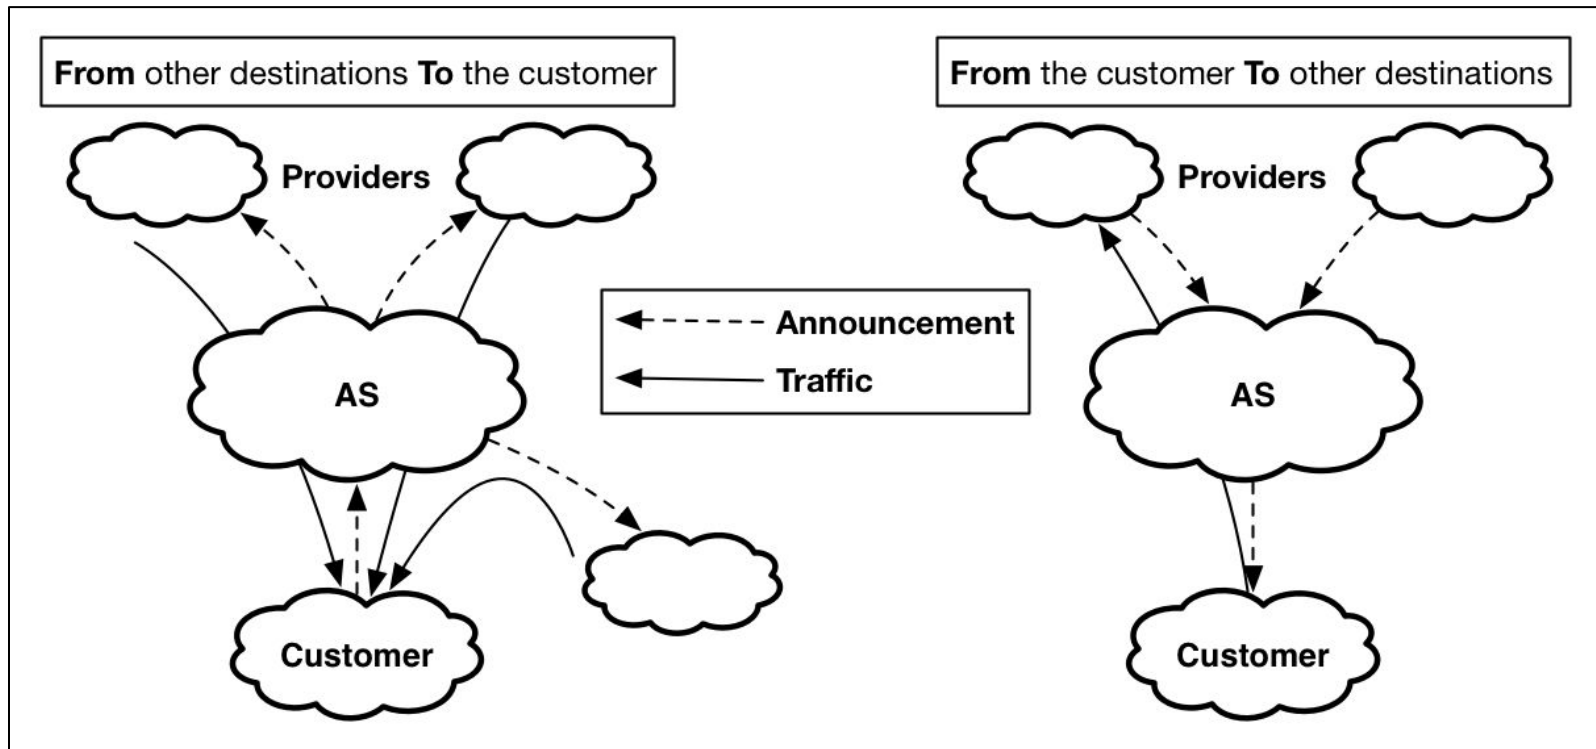 From other destinations To the customer
From the customer To other destinations
Providers
Providers
Announcement
Traffic
AS
AS
Customer
Customer